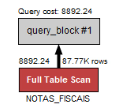 Query cost: 8892.24
query_block #1
8892.24 87.77K rows
Full Table Scan
NOTAS_FISCAIS